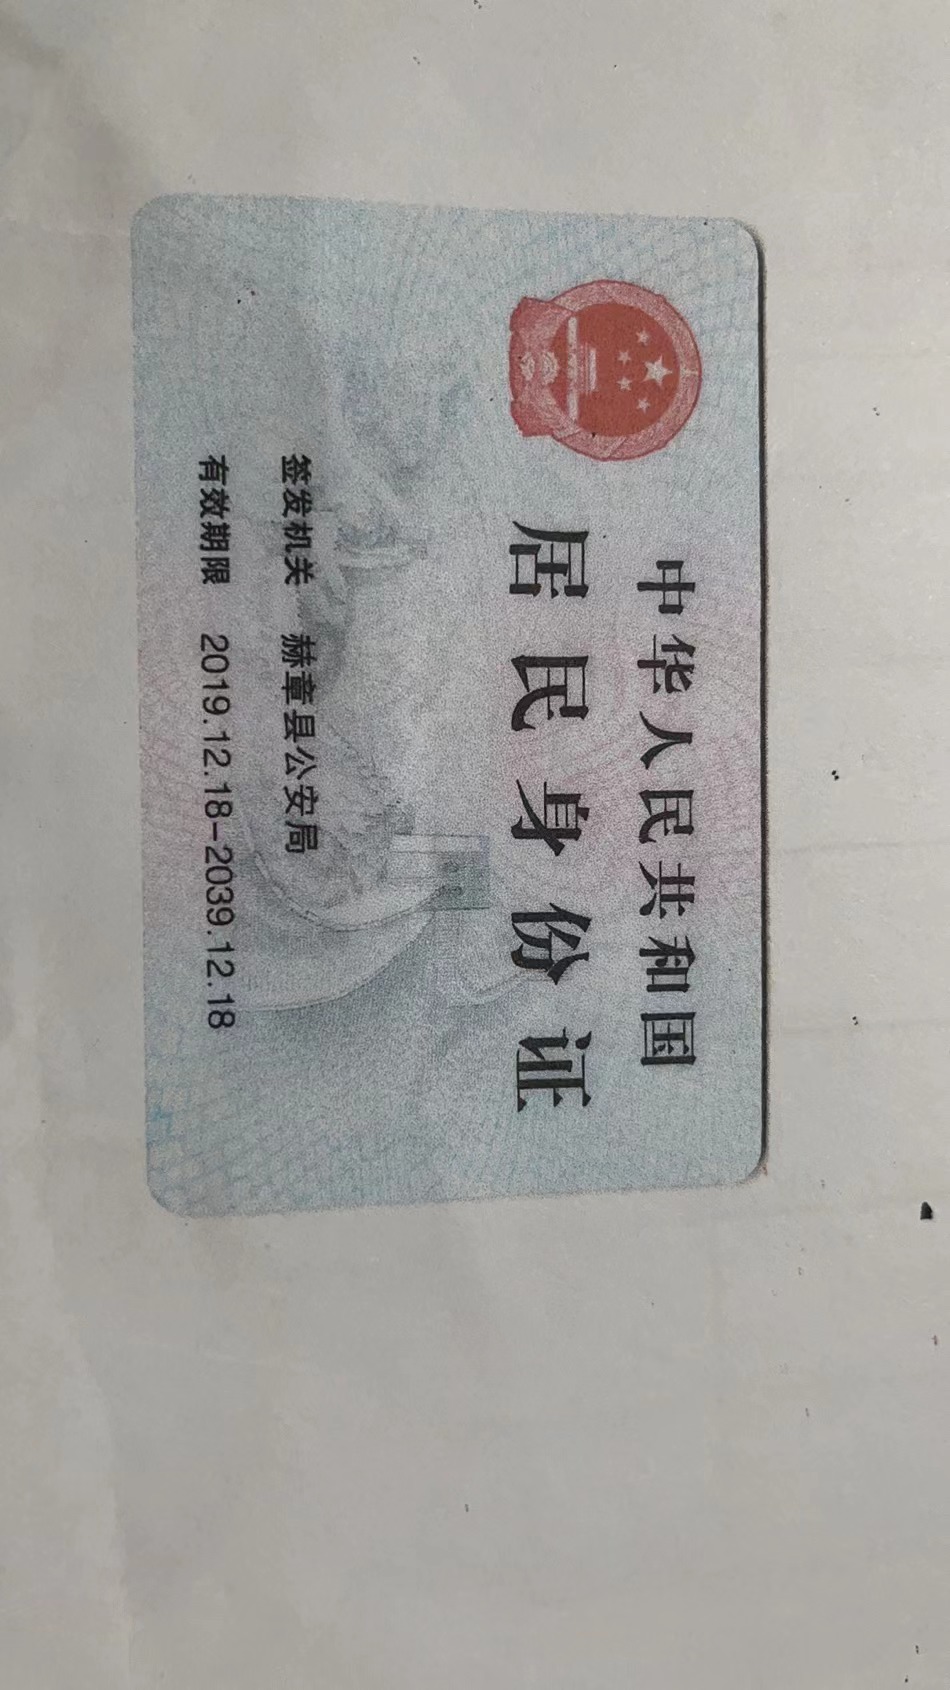 中华人民共和国
居民身份证
签发机关 赫章县公安局
有效期限 2019.12.18-2039.12.18